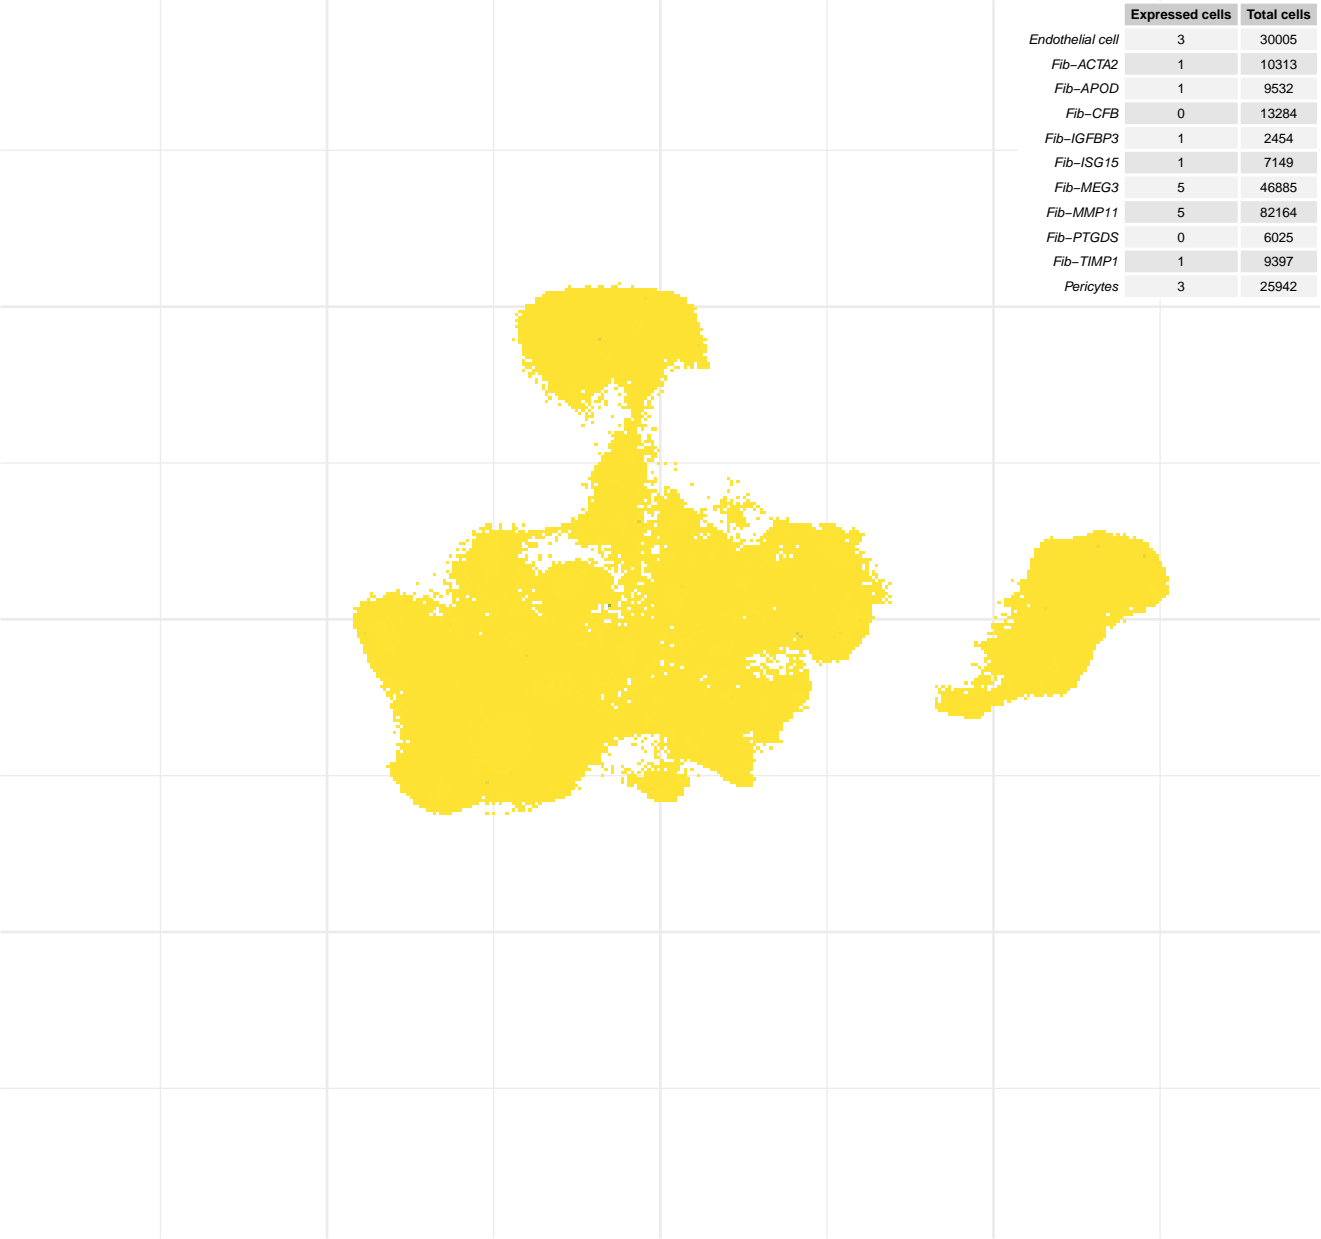 Expressed cells Total cells
Endothelial cell 3 30005
Fib−ACTA2 1 10313
Fib−APOD 1 9532
Fib−CFB 0 13284
Fib−IGFBP3 1 2454
Fib−ISG15 1 7149
Fib−MEG3 5 46885
Fib−MMP11 5 82164
Fib−PTGDS 0 6025
Fib−TIMP1 1 9397
Pericytes 3 25942